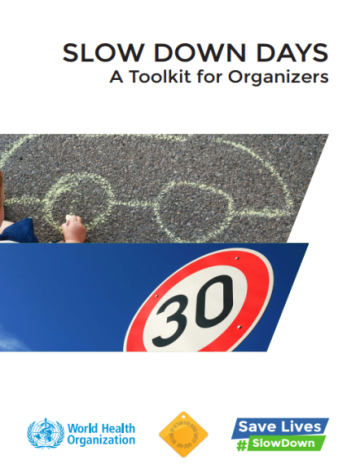 SLOW DOWN DAYS
A Toolkit for Organizers
30
World Health
Organization
Save Lives
#SlowDown